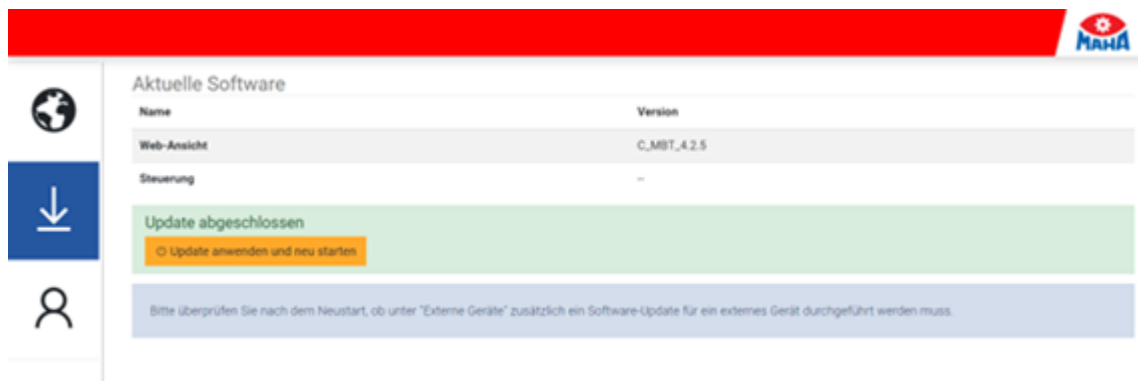 MAHA
Aktuelle Software
Name Version
Web-Ansicht C_MBT_4.2.5
Steuerung --
Update abgeschlossen
Update anwenden und neu starten
Bitte überprüfen Sie nach dem Neustart, ob unter "Externe Geräte" zusätzlich ein Software-Update für ein externes Gerät durchgeführt werden muss.